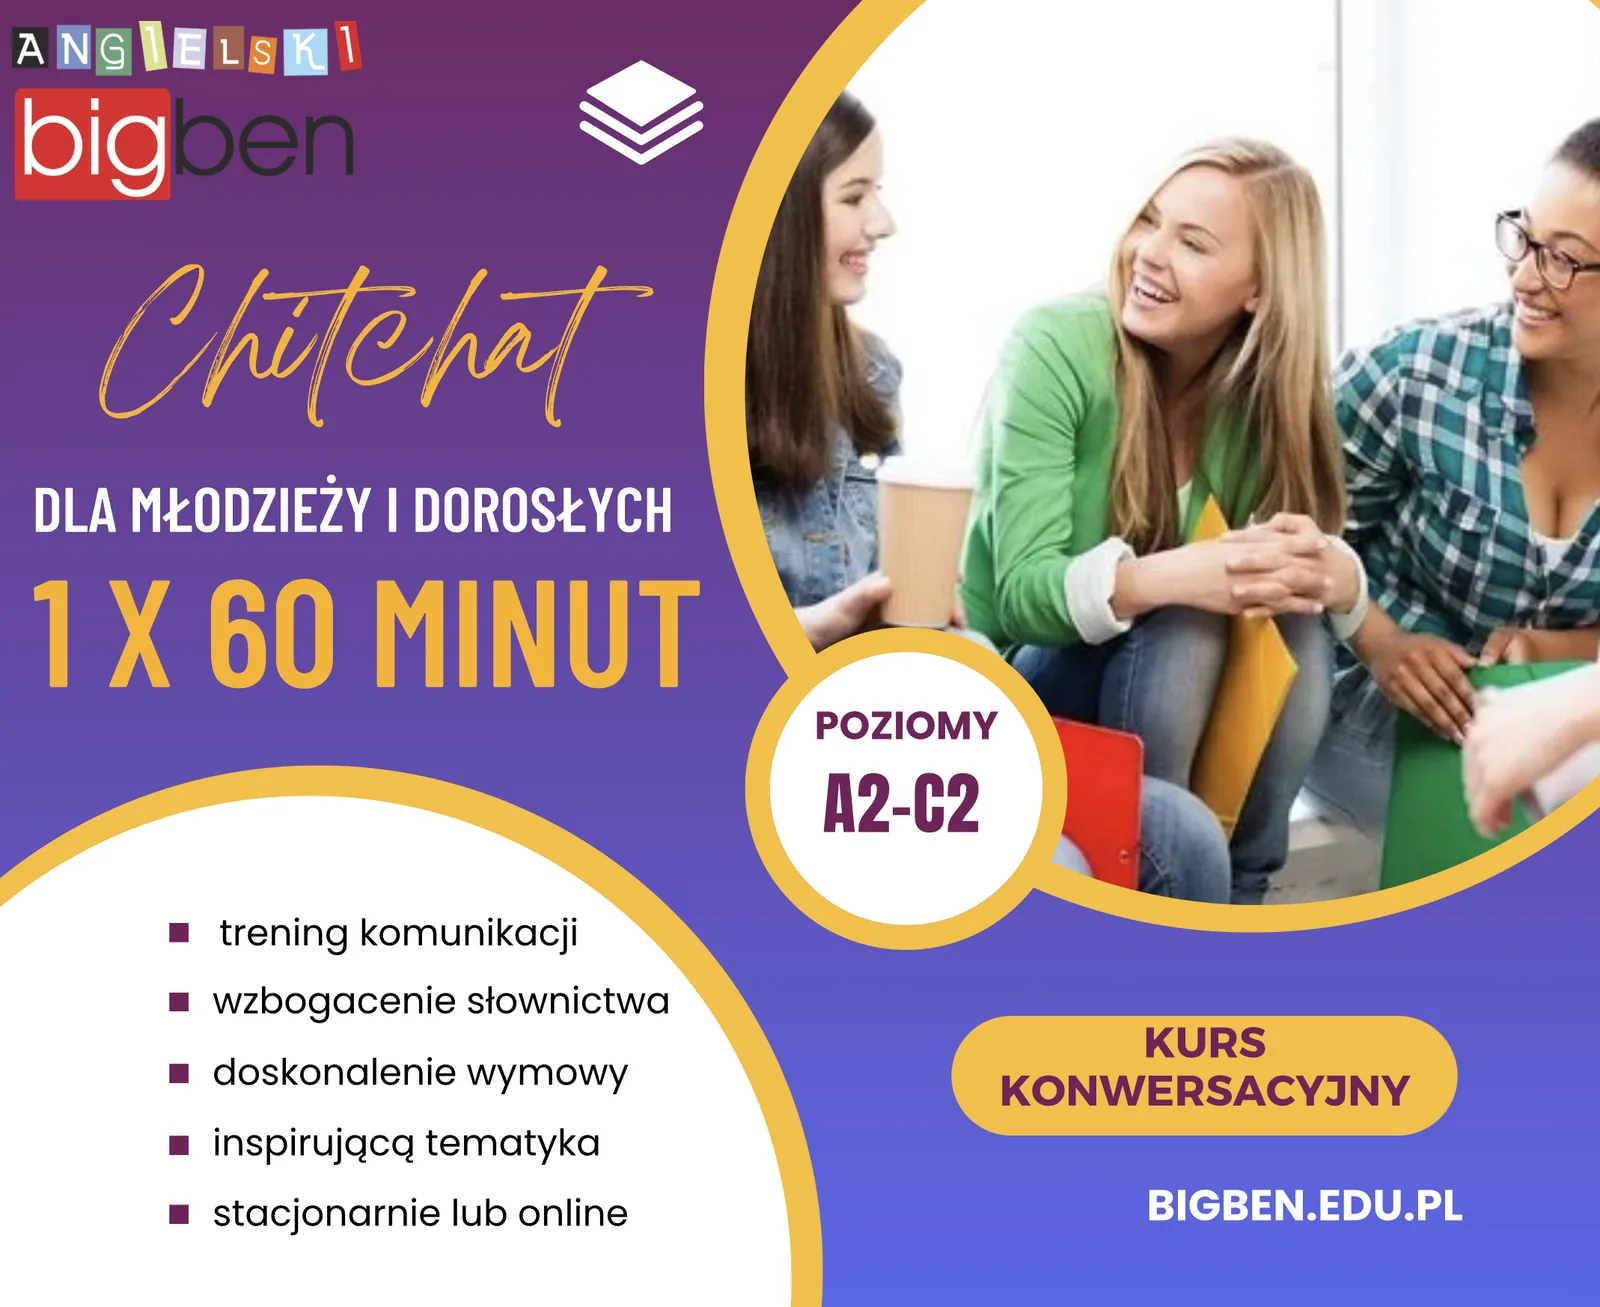 ANGIELSKI
bigben
Chitchat
DLA MŁODZIEŻY I DOROSŁYCH
1 X 60 MINUT
POZIOMY
A2-C2
trening komunikacji
wzbogacenie słownictwa
doskonalenie wymowy
inspirującą tematyka
stacjonarnie lub online
KURS
KONWERSACYJNY
BIGBEN.EDU.PL